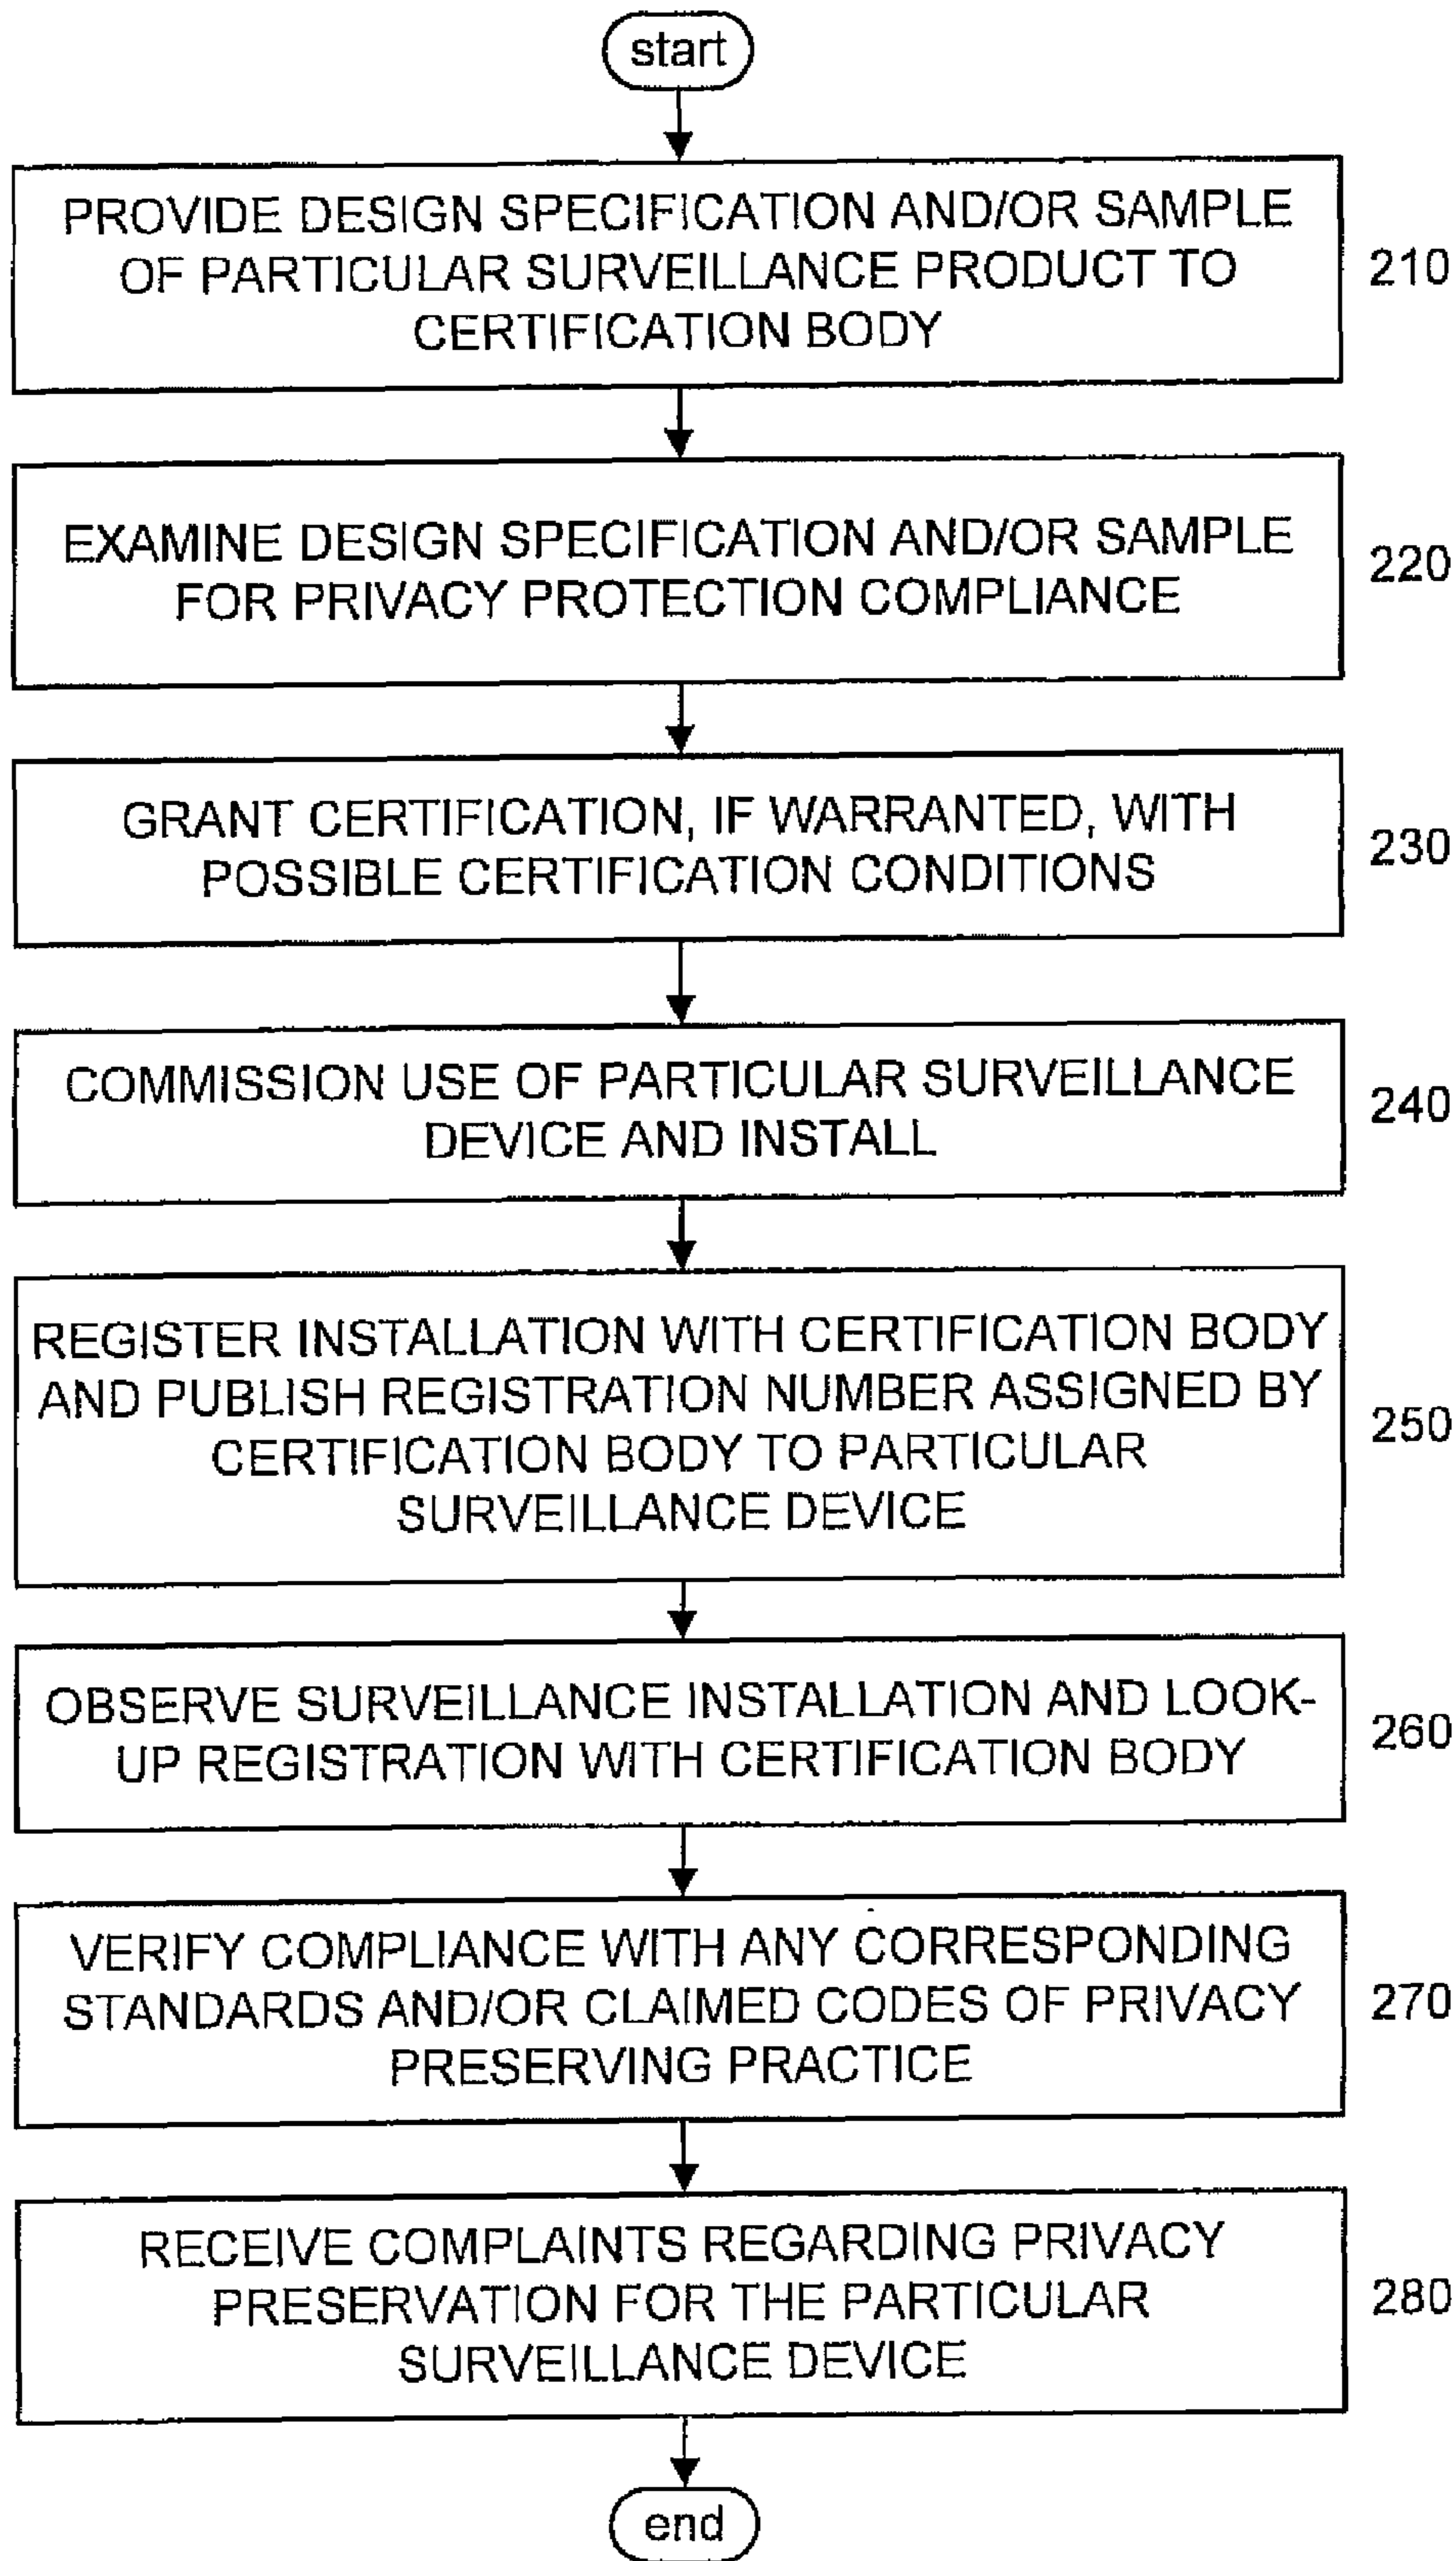 start
PROVIDE DESIGN SPECIFICATION AND/OR SAMPLE
OF PARTICULAR SURVEILLANCE PRODUCT TO
CERTIFICATION BODY
210
EXAMINE DESIGN SPECIFICATION AND/OR SAMPLE
FOR PRIVACY PROTECTION COMPLIANCE
220
GRANT CERTIFICATION, IF WARRANTED, WITH
POSSIBLE CERTIFICATION CONDITIONS
230
COMMISSION USE OF PARTICULAR SURVEILLANCE
DEVICE AND INSTALL
240
REGISTER INSTALLATION WITH CERTIFICATION BODY
AND PUBLISH REGISTRATION NUMBER ASSIGNED BY
CERTIFICATION BODY TO PARTICULAR
SURVEILLANCE DEVICE
250
OBSERVE SURVEILLANCE INSTALLATION AND LOOK-
UP REGISTRATION WITH CERTIFICATION BODY
260
VERIFY COMPLIANCE WITH ANY CORRESPONDING
STANDARDS AND/OR CLAIMED CODES OF PRIVACY
PRESERVING PRACTICE
270
RECEIVE COMPLAINTS REGARDING PRIVACY
PRESERVATION FOR THE PARTICULAR
SURVEILLANCE DEVICE
280
end